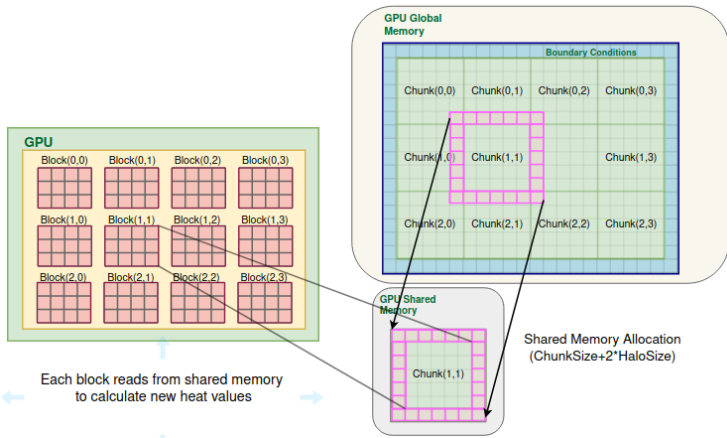 GPU Global
Memory
Boundary Conditions
Chunk(0,0) Chunk(0,1) Chunk(0,2) Chunk(0,3)
Chunk(1,0) Chunk(1,1) Chunk(1,3)
Chunk(2,0) Chunk(2,1) Chunk(2,2) Chunk(2,3)
GPU
Block(0,0) Block(0,1) Block(0,2) Block(0,3)
Block(1,0) Block(1,1) Block(1,2) Block(1,3)
Block(2,0) Block(2,1) Block(2,2) Block(2,3)
Each block reads from shared memory
to calculate new heat values
GPU Shared
Memory
Chunk(1,1)
Shared Memory Allocation
(ChunkSize+2*HaloSize)